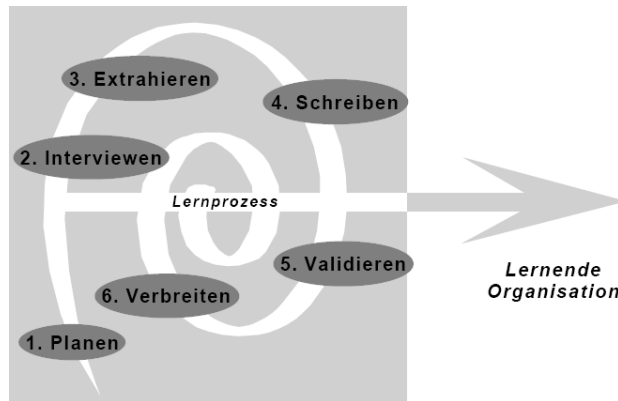 3. Extrahieren
4. Schreiben
2. Interviewen
Lernprozess
5. Validieren
Lernende
Organisation
6. Verbreiten
1. Planen